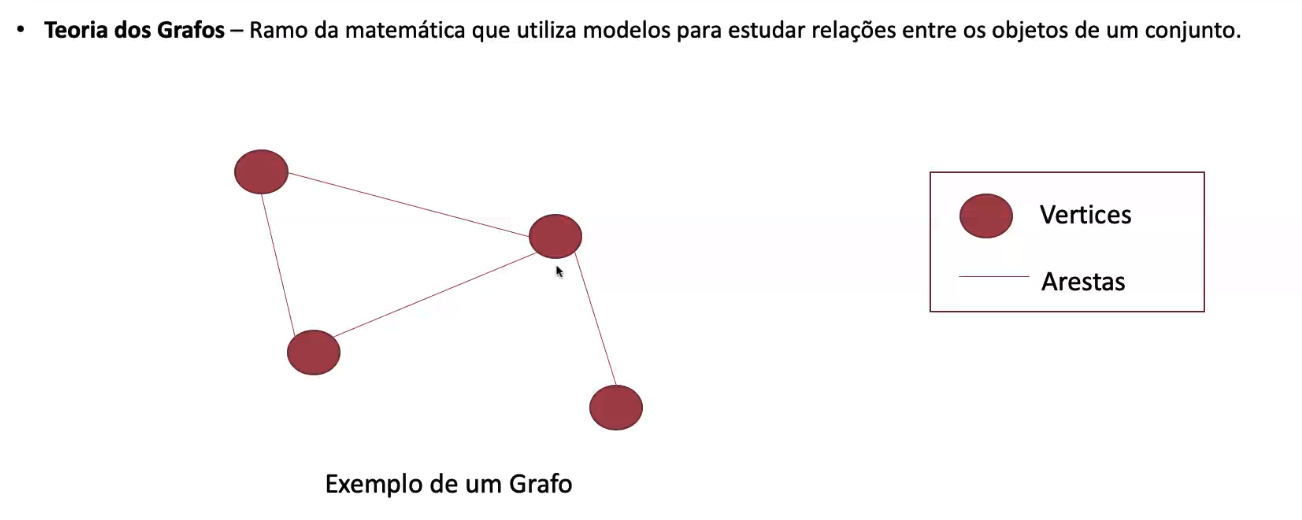 • Teoria dos Grafos – Ramo da matemática que utiliza modelos para estudar relações entre os objetos de um conjunto.
Vertices
Arestas
Exemplo de um Grafo